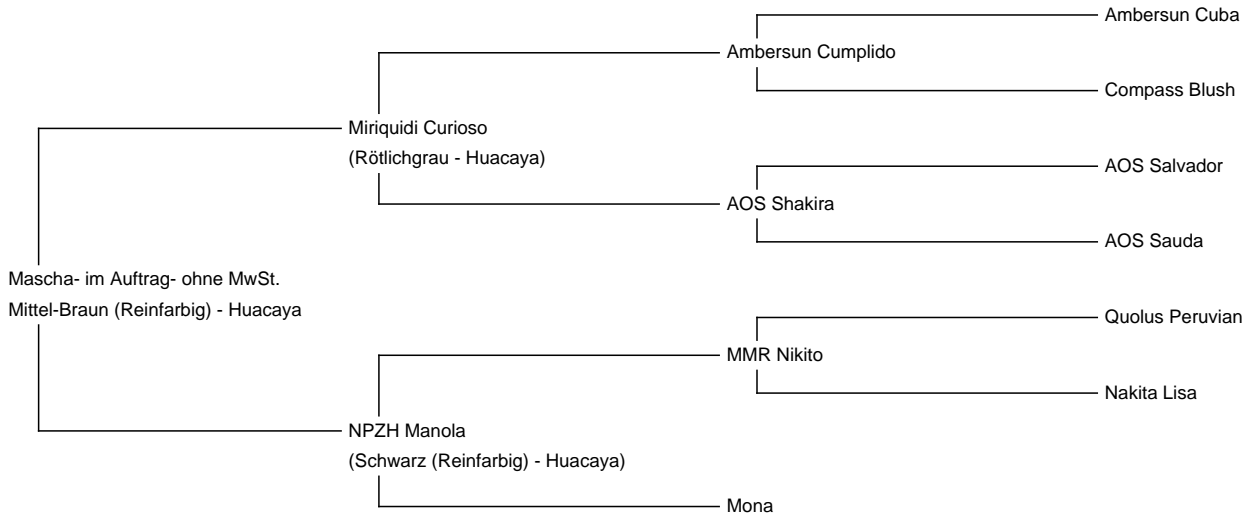 Ambersun Cuba
Ambersun Cumplido
Compass Blush
Miriquidi Curioso
(Rötlichgrau - Huacaya)
AOS Salvador
AOS Shakira
AOS Sauda
Mascha- im Auftrag- ohne MwSt.
Mittel-Braun (Reinfarbig) - Huacaya
Quolus Peruvian
MMR Nikito
Nakita Lisa
NPZH Manola
(Schwarz (Reinfarbig) - Huacaya)
Mona